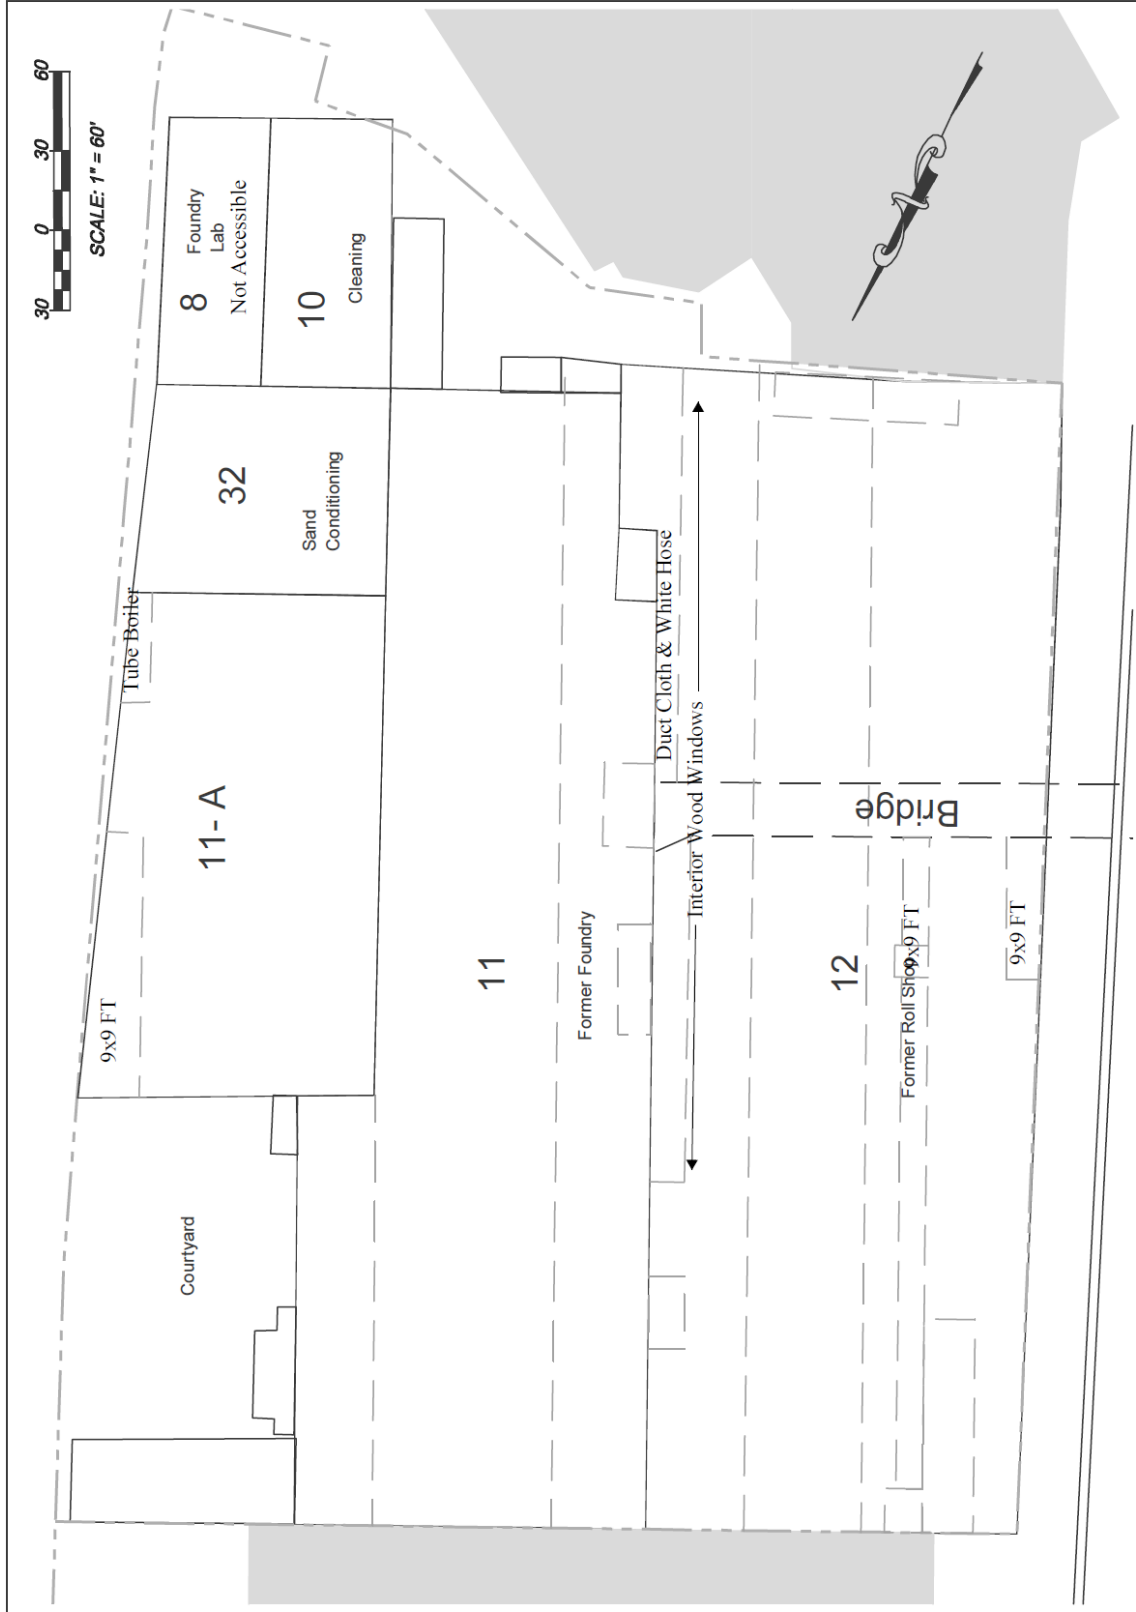 60
30
0
30
SCALE: 1" = 60'
8
Foundry
Lab
Not Accessible
10
Cleaning
32
Sand
Conditioning
Tube Boiler
11- A
9x9 FT
Courtyard
11
Former Foundry
Duct Cloth & White Hose
Interior Wood Windows
Bridge
12
Former Roll Shop
9x9 FT
9x9 FT